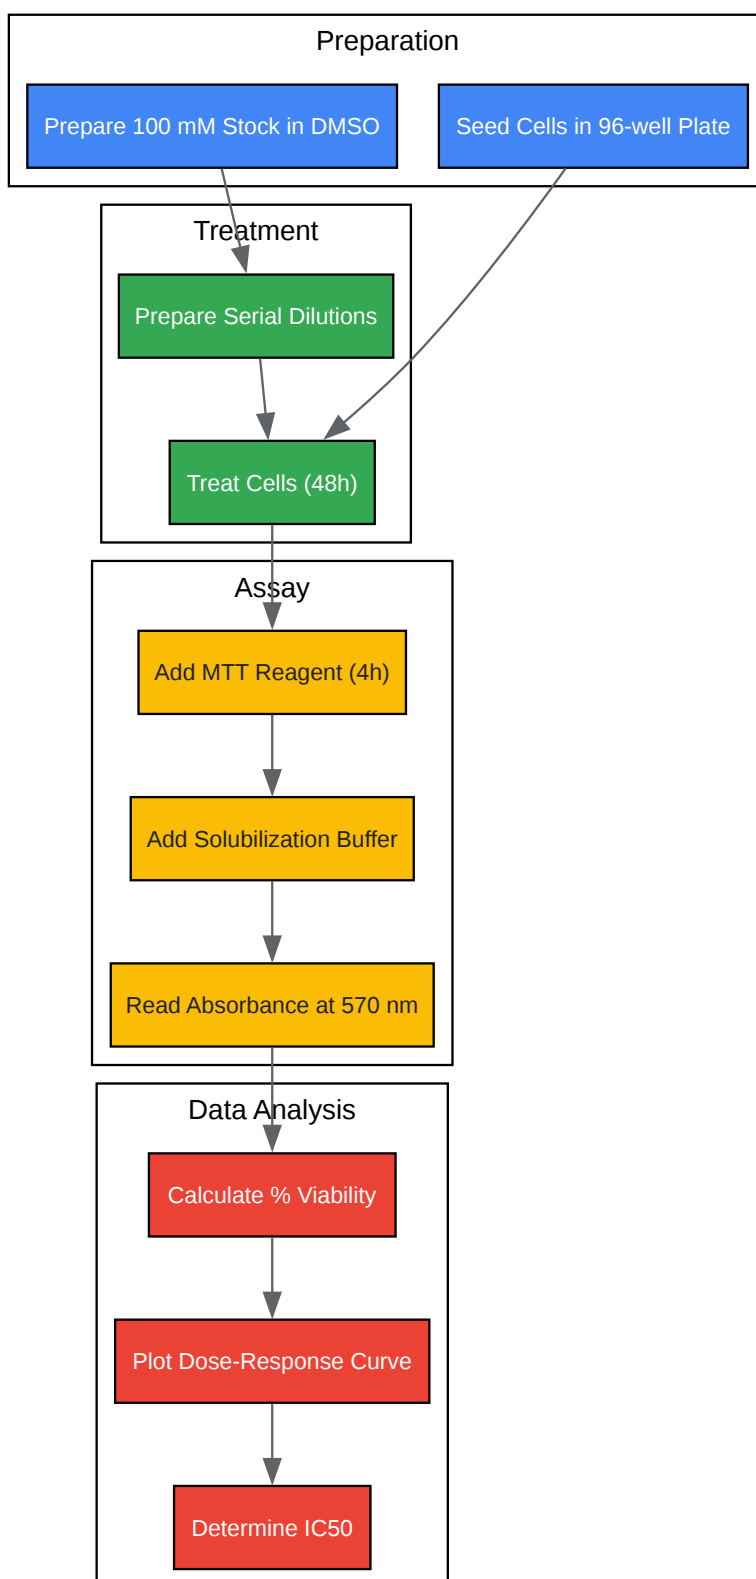 Preparation
Prepare 100 mM Stock in DMSO
Seed Cells in 96-well Plate
Treatment
Prepare Serial Dilutions
Treat Cells (48h)
Assay
Add MTT Reagent (4h)
Add Solubilization Buffer
Read Absorbance at 570 nm
Data Analysis
Calculate % Viability
Plot Dose-Response Curve
Determine IC50